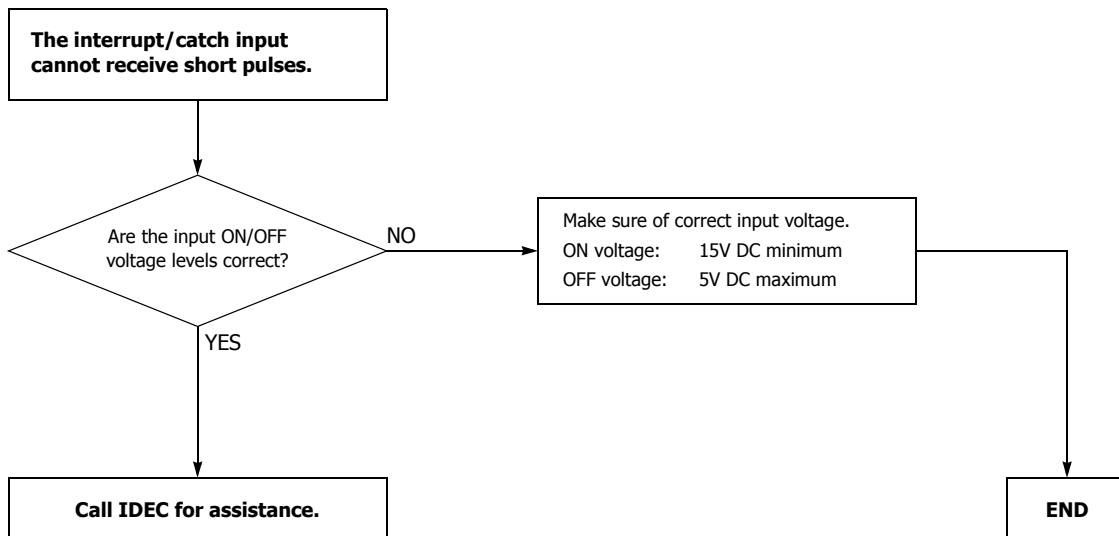 The interrupt/catch input
cannot receive short pulses.
Are the input ON/OFF
voltage levels correct?
NO
Make sure of correct input voltage.
ON voltage: 15V DC minimum
OFF voltage: 5V DC maximum
YES
Call IDEC for assistance.
END